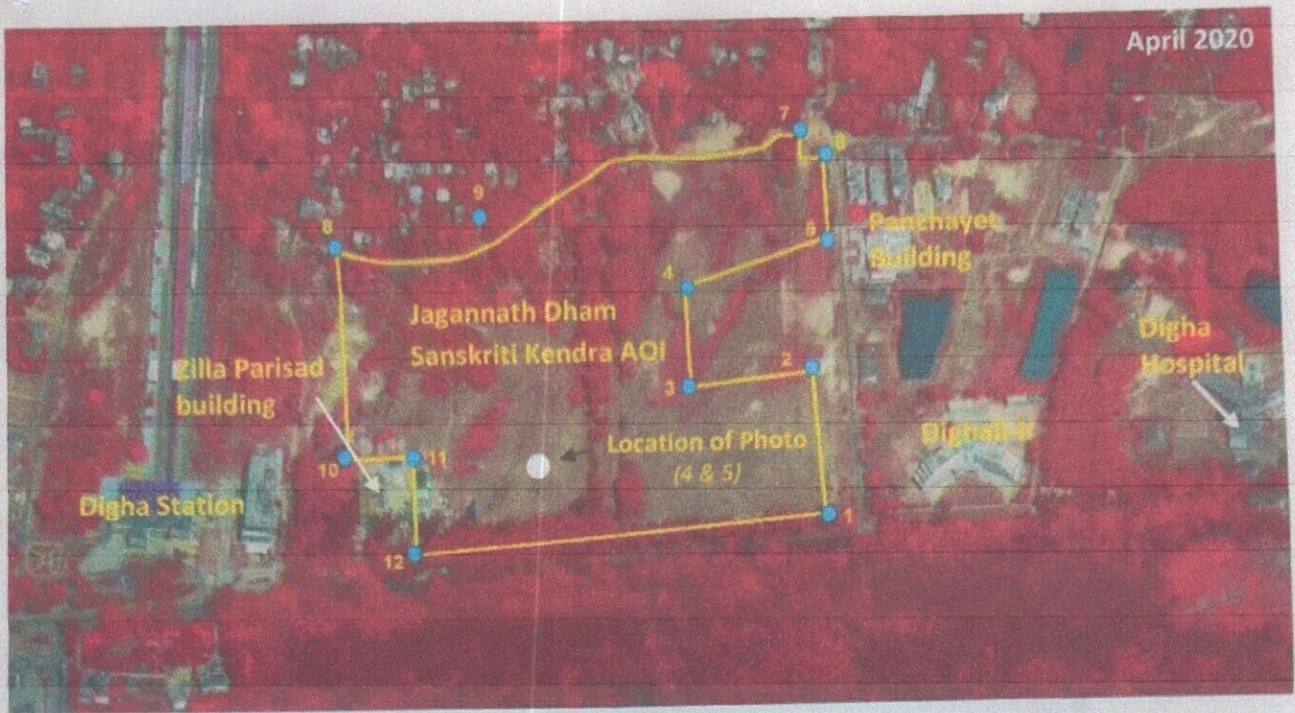 April 2020
7
6
9
8
5
Panchayet
Building
4
Jagannath Dham
Sanskriti Kendra AOI
Digha
Hospital
2
Zilla Parisad
building
3
Location of Photo
(4 & 5)
10
11
Digha Station
1
12